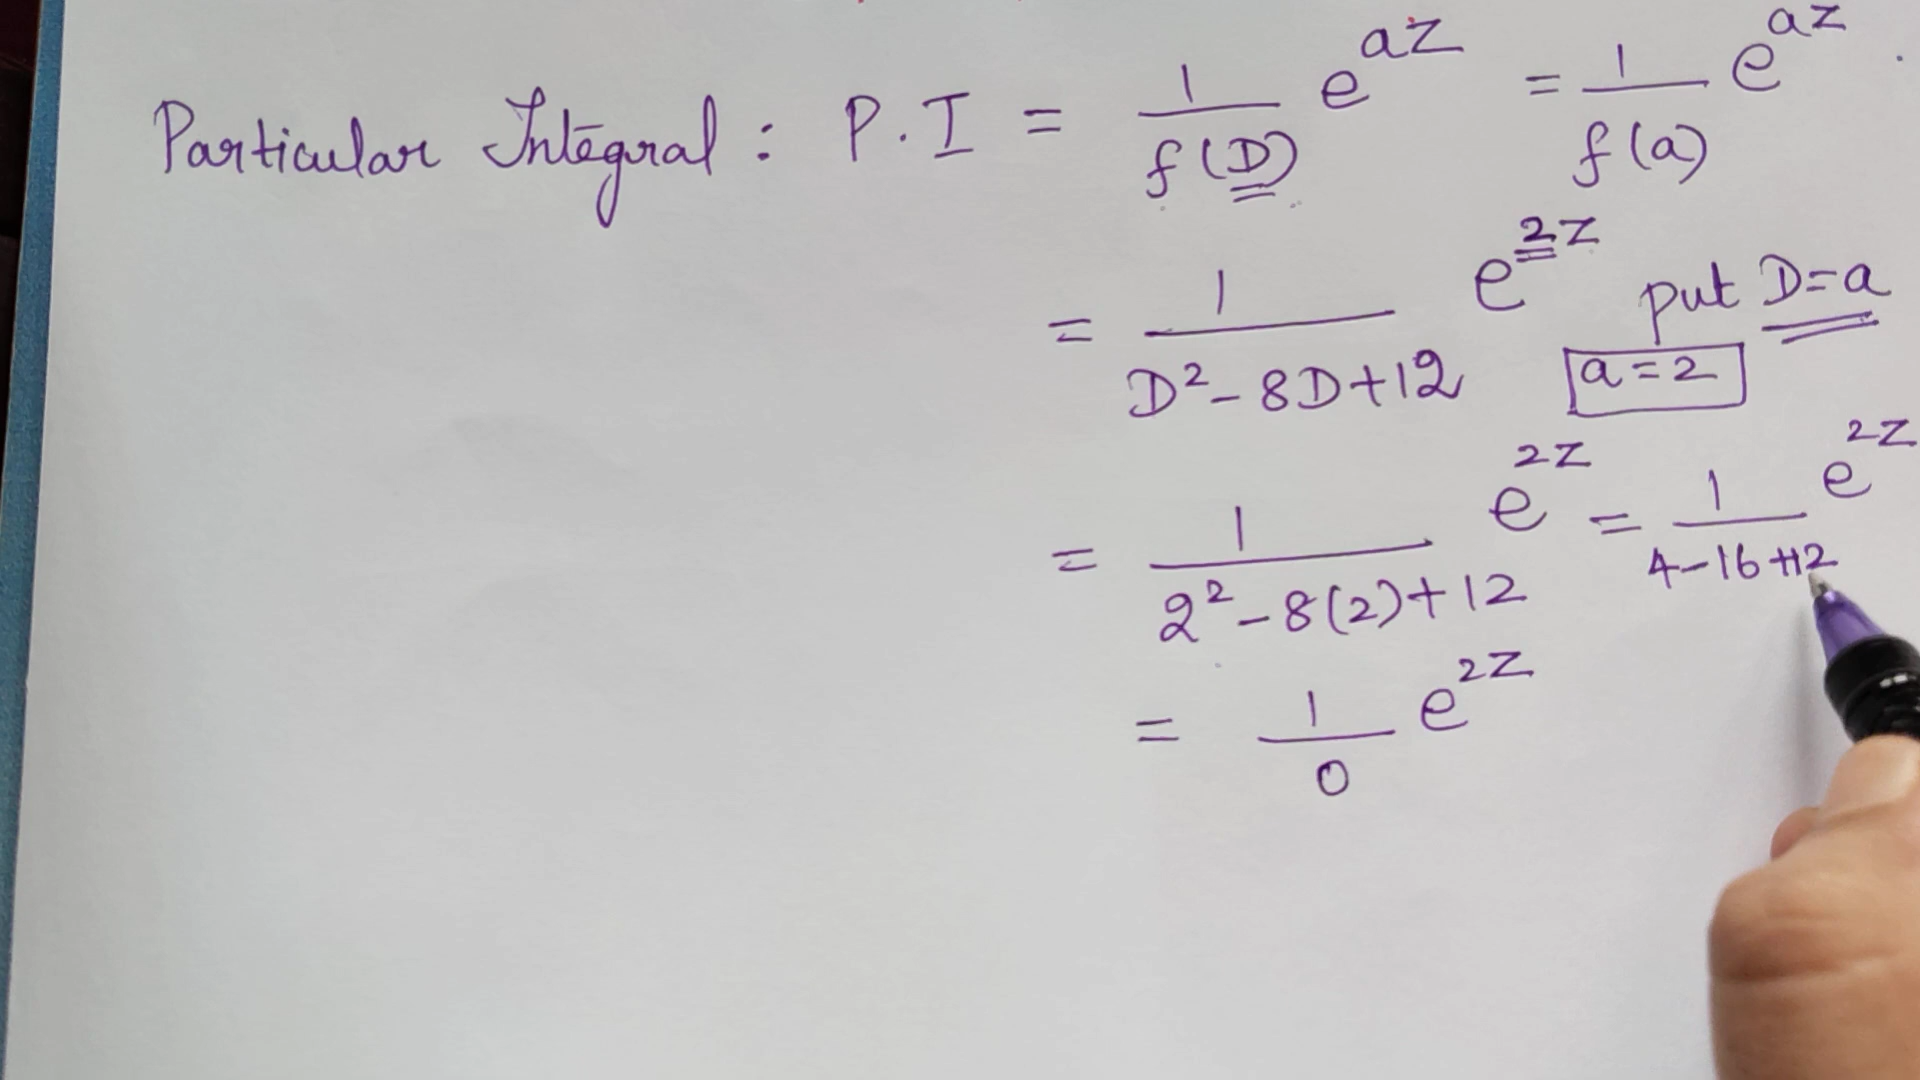 Particular Integral : P.I = 1/f(D) e^{az} = 1/f(a) e^{az}
= 1/(D² - 8D + 12) e^{2z} put D = a
a = 2
= 1/(2² - 8(2) + 12) e^{2z} = 1/(4 - 16 + 12) e^{2z}
= 1/0 e^{2z}